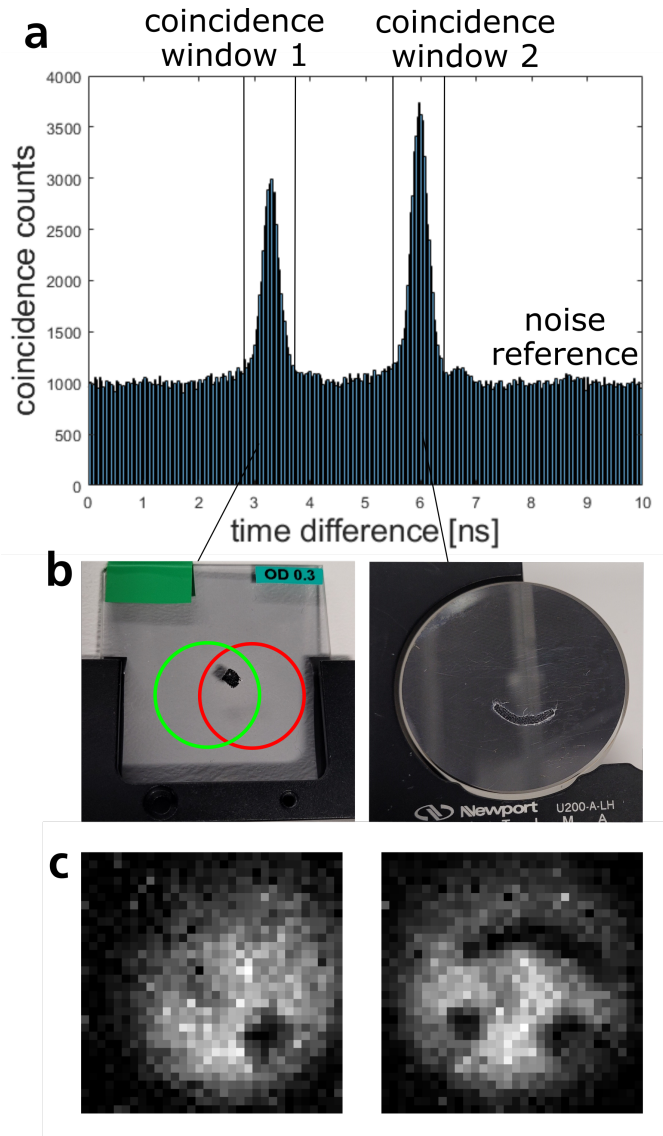 a
coincidence
window 1
coincidence
window 2
4000
3500
3000
2500
2000
1500
1000
500
0
coincidence counts
noise
reference
0 1 2 3 4 5 6 7 8 9 10
time difference [ns]
b
OD 0.3
Newport
U200-A-LH
T I M A
c